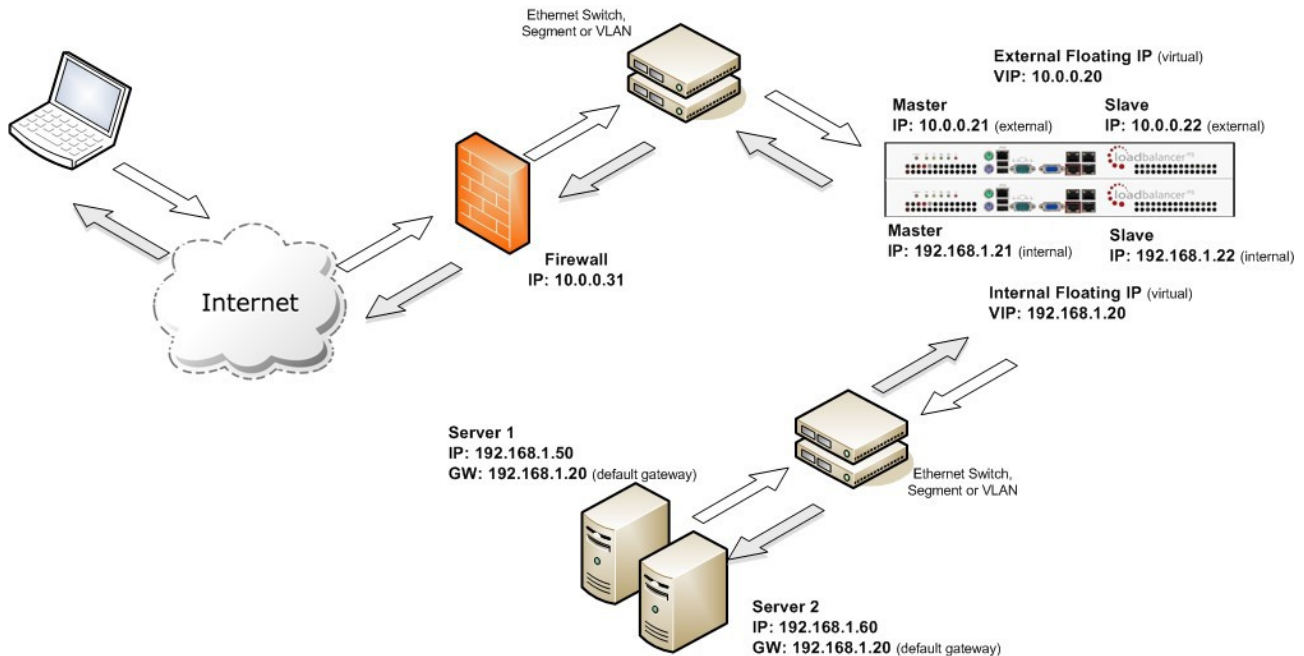 Ethernet Switch,
Segment or VLAN
External Floating IP (virtual)
VIP: 10.0.0.20
Master
IP: 10.0.0.21 (external)
Slave
IP: 10.0.0.22 (external)
loadbalancer.org
loadbalancer.org
Master
IP: 192.168.1.21 (internal)
Slave
IP: 192.168.1.22 (internal)
Firewall
IP: 10.0.0.31
Internet
Internal Floating IP (virtual)
VIP: 192.168.1.20
Server 1
IP: 192.168.1.50
GW: 192.168.1.20 (default gateway)
Ethernet Switch,
Segment or VLAN
Server 2
IP: 192.168.1.60
GW: 192.168.1.20 (default gateway)